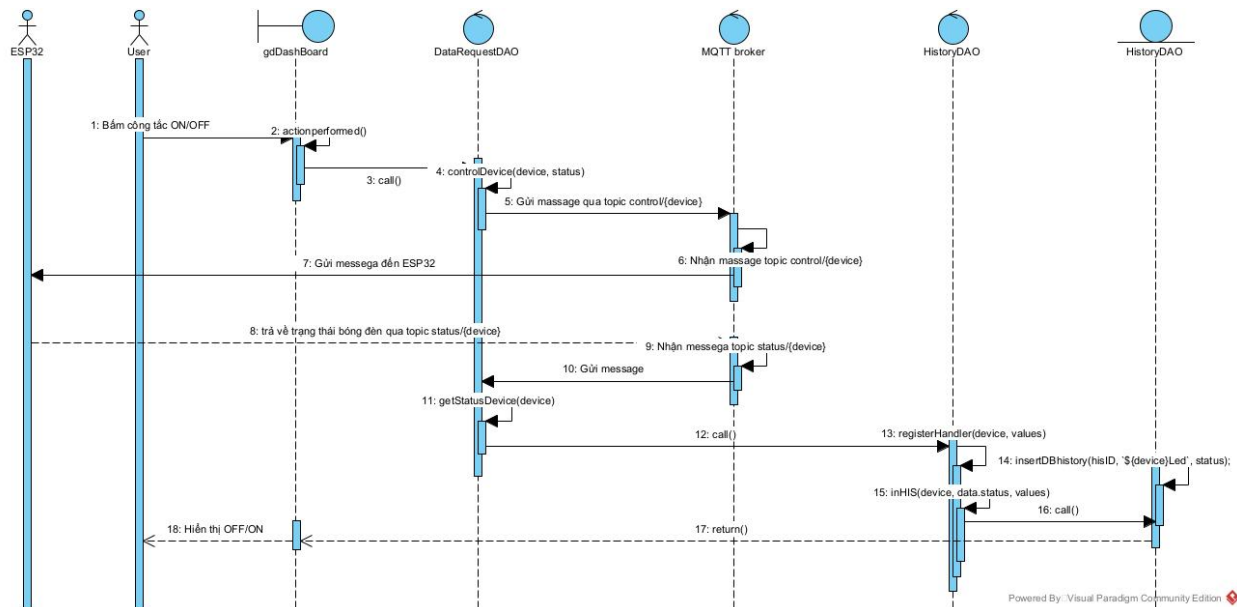 ESP32
User
gdDashBoard
DataRequestDAO
MQTT broker
HistoryDAO
HistoryDAO
1: Bấm công tắc ON/OFF
2: actionperformed()
3: call()
4: controlDevice(device, status)
5: Gửi massage qua topic control/{device}
6: Nhận massage topic control/{device}
7: Gửi messega đến ESP32
8: trả về trạng thái bóng đèn qua topic status/{device}
9: Nhận messega topic status/{device}
10: Gửi message
11: getStatusDevice(device)
12: call()
13: registerHandler(device, values)
14: insertDBhistory(hisID, `${device}Led`, status);
15: inHIS(device, data.status, values)
16: call()
17: return()
18: Hiển thị OFF/ON
Powered By: Visual Paradigm Community Edition